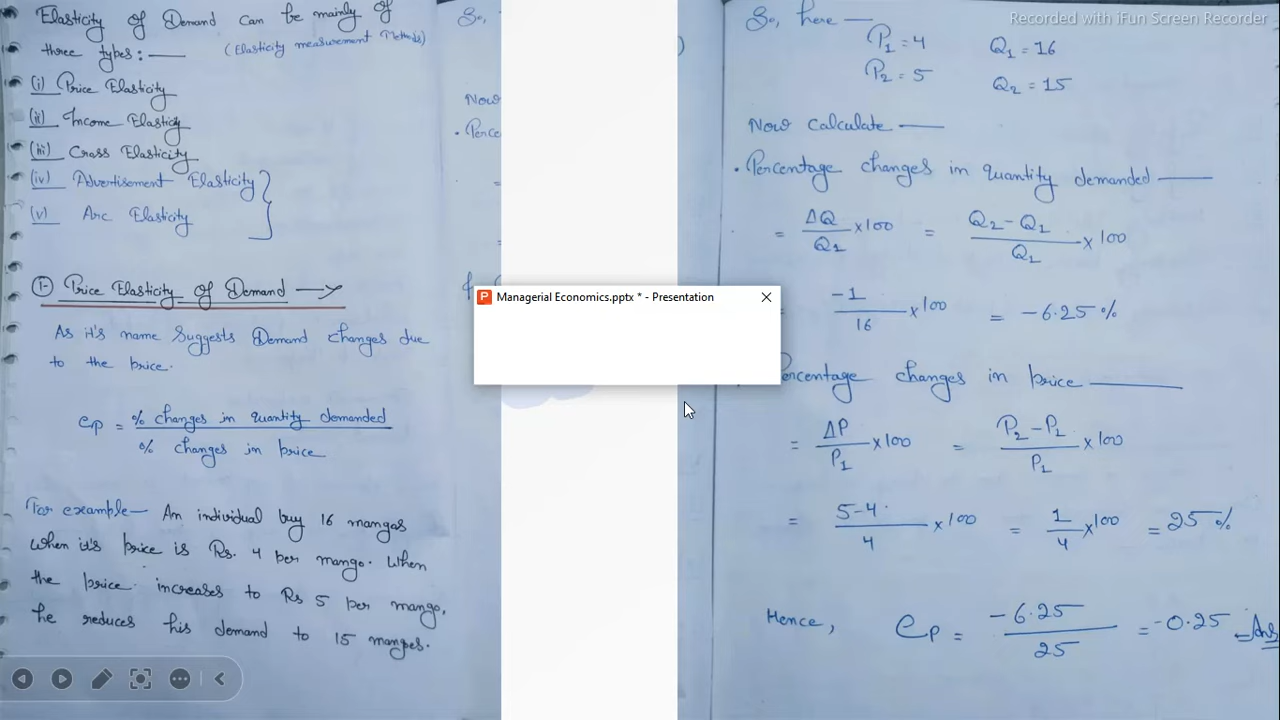 Elasticity Of Demand can be mainly of
three types: —
(Elasticity measurement Methods)
(i) Price Elasticity
(ii) Income Elasticity
(iii) Cross Elasticity
(iv) Advertisement Elasticity
(v) Arc Elasticity
1- Price Elasticity Of Demand →
As it's name Suggests Demand changes due
to the price.
ep = % changes in quantity demanded
% changes in price
For example— An individual buy 16 mangos
when it's price is Rs. 4 per mango. When
the price increases to Rs 5 per mango,
he reduces his demand to 15 manges.
So,
Now
• Perce
Managerial Economics.pptx * - Presentation
Recorded with iFun Screen Recorder
So, here —
P1 = 4 Q1 = 16
P2 = 5 Q2 = 15
Now calculate —
• Percentage changes in quantity demanded —
= ΔQ/Q1 ×100 = Q2-Q1/Q1 ×100
-1/16 ×100 = -6.25%
ercentage changes in price —
= ΔP/P1 ×100 = P2-P1/P1 ×100
= 5-4/4 ×100 = 1/4 ×100 = 25%
Hence, ep = -6.25/25 = -0.25 Ans